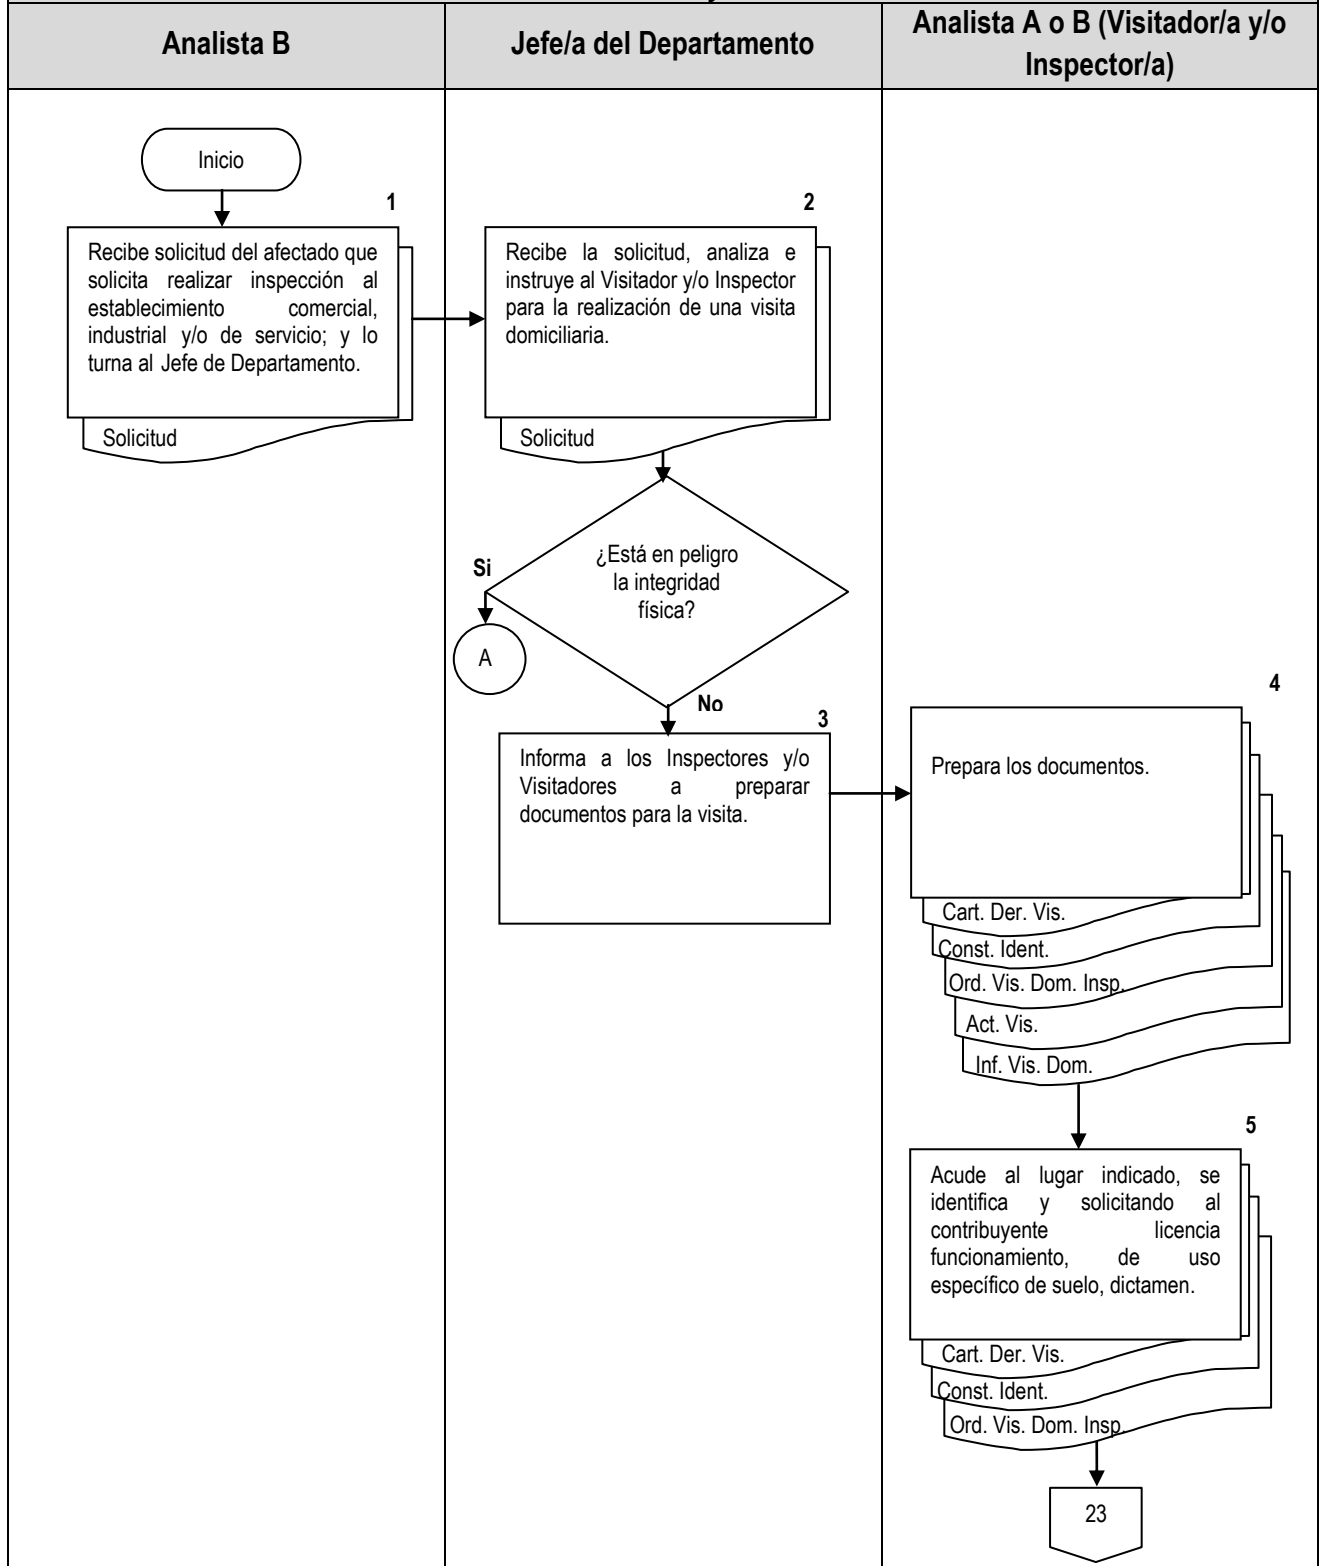 Analista B
Jefe/a del Departamento
Analista A o B (Visitador/a y/o
Inspector/a)
Inicio
1
Recibe solicitud del afectado que
solicita realizar inspección al
establecimiento comercial,
industrial y/o de servicio; y lo
turna al Jefe de Departamento.
Solicitud
2
Recibe la solicitud, analiza e
instruye al Visitador y/o Inspector
para la realización de una visita
domiciliaria.
Solicitud
¿Está en peligro
la integridad
física?
Si
A
No
3
Informa a los Inspectores y/o
Visitadores a preparar
documentos para la visita.
4
Prepara los documentos.
Cart. Der. Vis.
Const. Ident.
Ord. Vis. Dom. Insp.
Act. Vis.
Inf. Vis. Dom.
5
Acude al lugar indicado, se
identifica y solicitando al
contribuyente licencia
funcionamiento, de uso
específico de suelo, dictamen.
Cart. Der. Vis.
Const. Ident.
Ord. Vis. Dom. Insp.
23